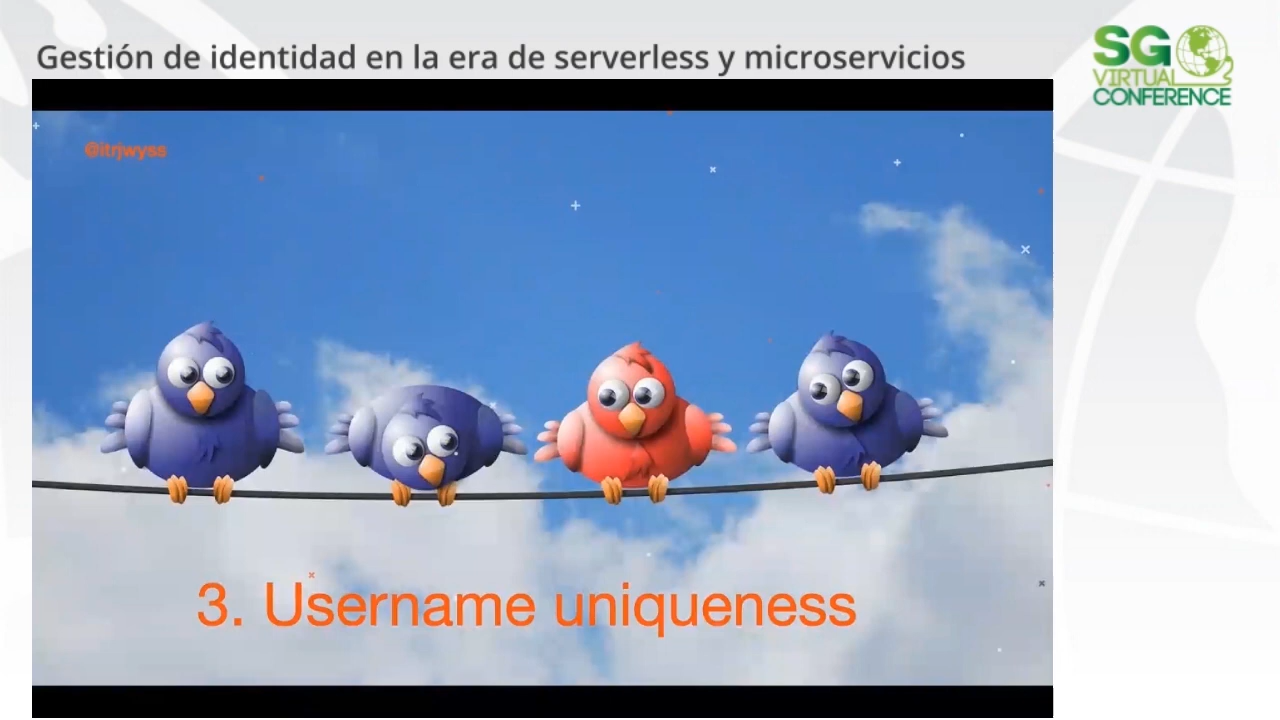 Gestión de identidad en la era de serverless y microservicios
SG
VIRTUAL
CONFERENCE
@itrjwyss
3. Username uniqueness